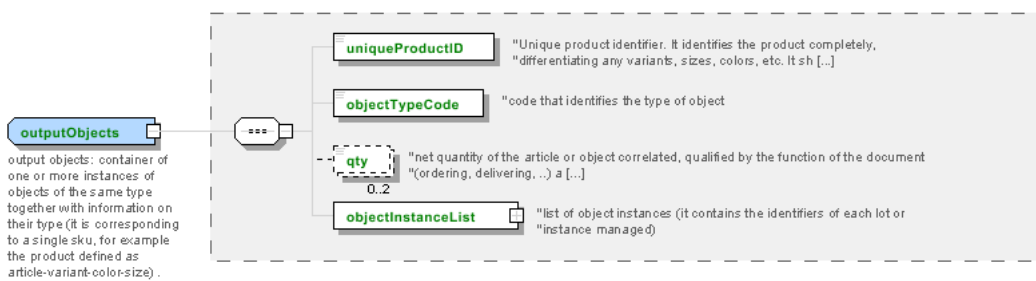 uniqueProductID
"Unique product identifier. It identifies the product completely,
"differentiating any variants, sizes, colors, etc. It sh [...]
objectTypeCode
"code that identifies the type of object
outputObjects
output objects: container of
one or more instances of
objects of the same type
together with information on
their type (it is corresponding
to a single sku, for example
the product defined as
article-variant-color-size) .
qty
0..2
"net quantity of the article or object correlated, qualified by the function of the document
"(ordering, delivering, ..) a [...]
objectInstanceList
"list of object instances (it contains the identifiers of each lot or
"instance managed)